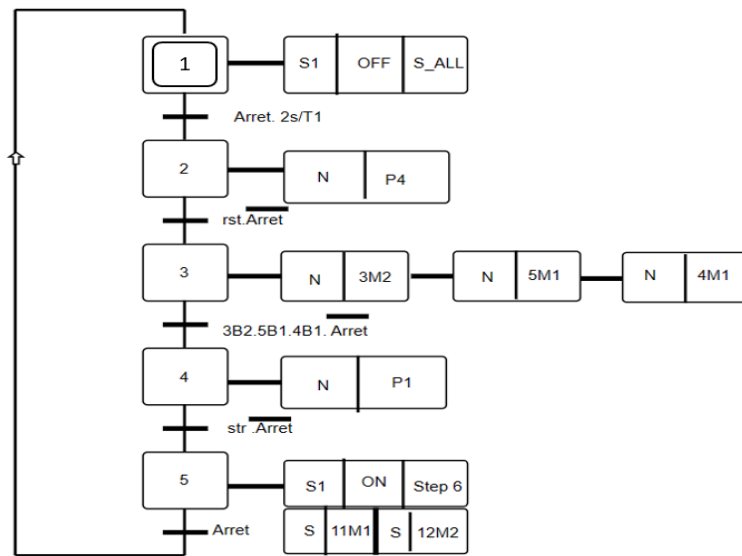 1 S1 OFF S_ALL
Arret. 2s/T1
2 N P4
rst.Arret
3 N 3M2 N 5M1 N 4M1
3B2.5B1.4B1. Arret
4 N P1
str .Arret
5 S1 ON Step 6
Arret S 11M1 S 12M2